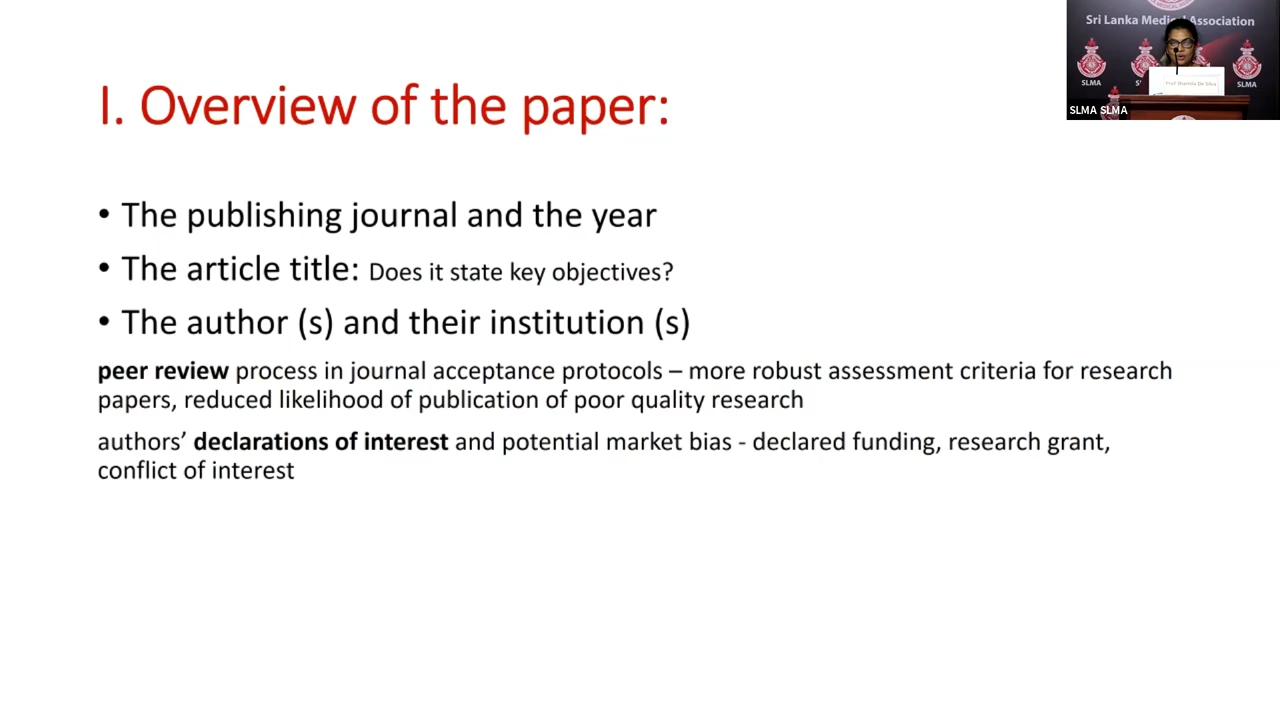 Sri Lanka Medical Association
SLMA
SLMA
SLMA SLMA
I. Overview of the paper:
• The publishing journal and the year
• The article title: Does it state key objectives?
• The author (s) and their institution (s)
peer review process in journal acceptance protocols – more robust assessment criteria for research
papers, reduced likelihood of publication of poor quality research
authors’ declarations of interest and potential market bias - declared funding, research grant,
conflict of interest